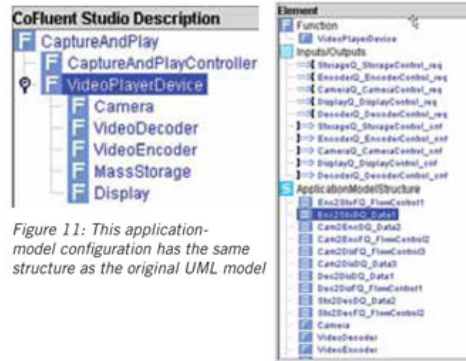 CoFluent Studio Description
F CaptureAndPlay
F CaptureAndPlayController
F VideoPlayerDevice
F Camera
F VideoDecoder
F VideoEncoder
F MassStorage
F Display
Figure 11: This application-
model configuration has the same
structure as the original UML model
Element
F Function
VideoPlayerDevice
Inputs/Outputs
StorageQ_StorageControl_req
EncoderQ_EncoderControl_req
CameraQ_CameraControl_req
DisplayQ_DisplayControl_req
DecoderQ_DecoderControl_req
StorageQ_StorageControl_cnf
EncoderQ_EncoderControl_cnf
CameraQ_CameraControl_cnf
DisplayQ_DisplayControl_cnf
DecoderQ_DecoderControl_cnf
S ApplicationModelStructure
Enc2StoFQ_FlowControl1
Enc2StoDQ_Data1
Cam2EncDQ_Data2
Cam2EncFQ_FlowControl2
Cam2DisFQ_FlowControl3
Cam2DisDQ_Data3
Dec2DisDQ_Data1
Dec2DisFQ_FlowControl1
Sto2DecDQ_Data2
Sto2DecFQ_FlowControl2
Camera
VideoDecoder
VideoEncoder